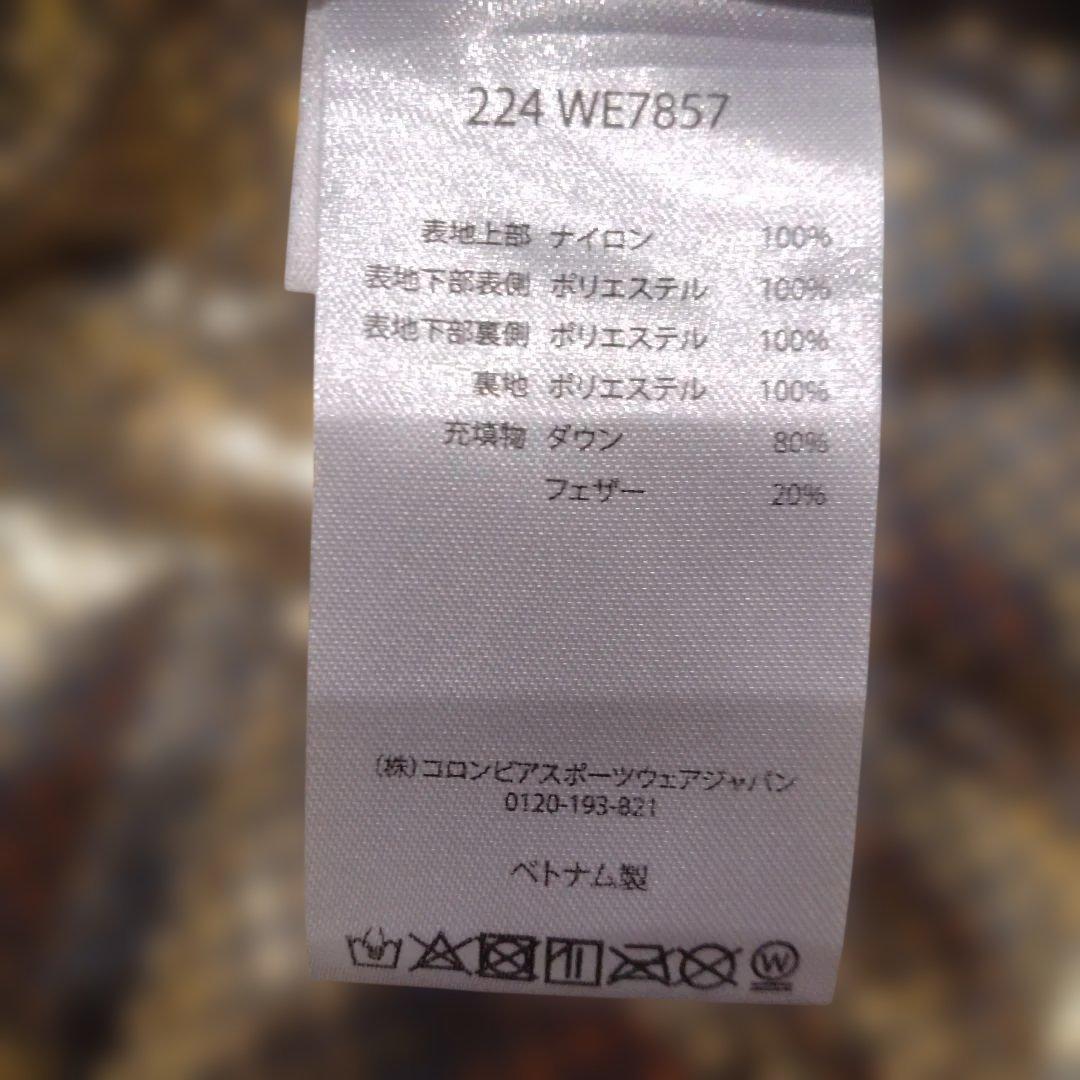 224 WE7857
表地上部 ナイロン 100%
表地下部表側 ポリエステル 100%
表地下部裏側 ポリエステル 100%
裏地 ポリエステル 100%
充填物 ダウン 80%
フェザー 20%
(株)コロンビアスポーツウェアジャパン
0120-193-821
ベトナム製
W